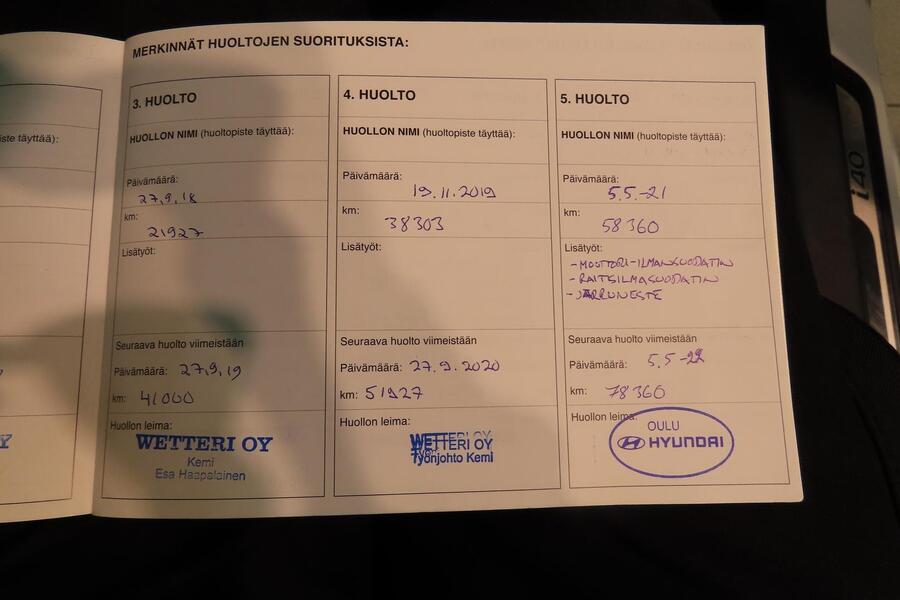 MERKINNÄT HUOLTOJEN SUORITUKSISTA:
iste täyttää):
3. HUOLTO
HUOLLON NIMI (huoltopiste täyttää):
Päivämäärä:
27.9.18
km:
21927
Lisätyöt:
Seuraava huolto viimeistään
Päivämäärä: 27.9.19
km: 41000
Huollon leima:
WETTERI OY
Kemi
Esa Haapalainen
4. HUOLTO
HUOLLON NIMI (huoltopiste täyttää):
Päivämäärä:
19.11.2019
km:
38303
Lisätyöt:
Seuraava huolto viimeistään
Päivämäärä: 27.9.2020
km: 51927
Huollon leima:
WETTERI OY
Työnjohto Kemi
5. HUOLTO
HUOLLON NIMI (huoltopiste täyttää):
Päivämäärä:
5.5.-21
km:
58360
Lisätyöt:
-MOOTTORI-ILMANSUODATIN
-RAITISILMASUODATIN
-JARRUNESTE
Seuraava huolto viimeistään
Päivämäärä: 5.5-22
km: 78360
Huollon leima:
OULU
HYUNDAI
i40